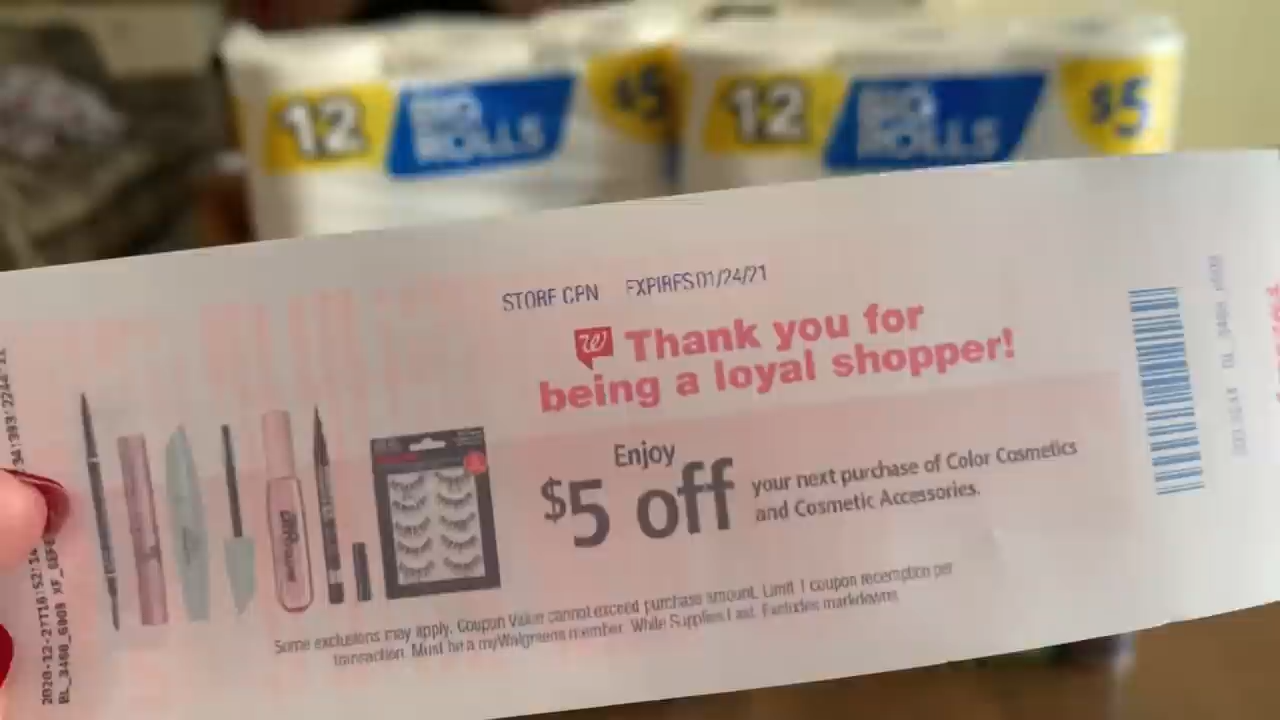 12
BIG
ROLLS
$5
12
BIG
ROLLS
$5
STORE CPN EXPIRES 01/24/21
W Thank you for
being a loyal shopper!
Enjoy
$5 off
your next purchase of Color Cosmetics
and Cosmetic Accessories.
Some exclusions may apply. Coupon Value cannot exceed purchase amount. Limit 1 coupon recemption per
transaction. Must be a myWalgreens member. While Supplies Last. Excludes markdowns